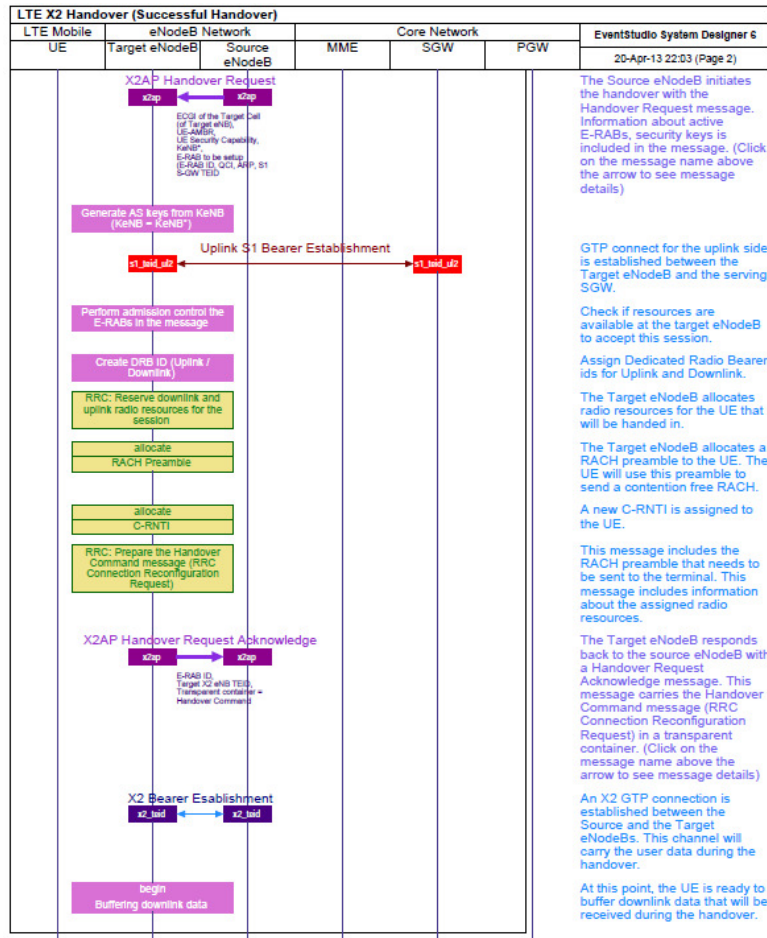 LTE X2 Handover (Successful Handover)
LTE Mobile
eNodeB Network
Core Network
EventStudio System Designer 6
UE
Target eNodeB
Source
eNodeB
MME
SGW
PGW
20-Apr-13 22:03 (Page 2)
X2AP Handover Request
x2ap
x2ap
ECGI of the Target Cell
(of Target eNB),
UE-AMBR,
UE Security Capability,
KeNB*,
E-RAB to be setup
(E-RAB ID, QCI, ARP, S1
S-GW TEID
The Source eNodeB initiates
the handover with the
Handover Request message.
Information about active
E-RABs, security keys is
included in the message. (Click
on the message name above
the arrow to see message
details)
Generate AS keys from KeNB
(KeNB = KeNB*)
Uplink S1 Bearer Establishment
s1_teid_ul2
s1_teid_ul2
GTP connect for the uplink side
is established between the
Target eNodeB and the serving
SGW.
Perform admission control the
E-RABs in the message
Check if resources are
available at the target eNodeB
to accept this session.
Create DRB ID (Uplink /
Downlink)
Assign Dedicated Radio Bearer
ids for Uplink and Downlink.
RRC: Reserve downlink and
uplink radio resources for the
session
The Target eNodeB allocates
radio resources for the UE that
will be handed in.
allocate
RACH Preamble
The Target eNodeB allocates a
RACH preamble to the UE. The
UE will use this preamble to
send a contention free RACH.
allocate
C-RNTI
A new C-RNTI is assigned to
the UE.
RRC: Prepare the Handover
Command message (RRC
Connection Reconfiguration
Request)
This message includes the
RACH preamble that needs to
be sent to the terminal. This
message includes information
about the assigned radio
resources.
X2AP Handover Request Acknowledge
x2ap
x2ap
E-RAB ID,
Target X2 eNB TEID,
Transparent container =
Handover Command
The Target eNodeB responds
back to the source eNodeB with
a Handover Request
Acknowledge message. This
message carries the Handover
Command message (RRC
Connection Reconfiguration
Request) in a transparent
container. (Click on the
message name above the
arrow to see message details)
X2 Bearer Esablishment
x2_teid
x2_teid
An X2 GTP connection is
established between the
Source and the Target
eNodeBs. This channel will
carry the user data during the
handover.
begin
Buffering downlink data
At this point, the UE is ready to
buffer downlink data that will be
received during the handover.